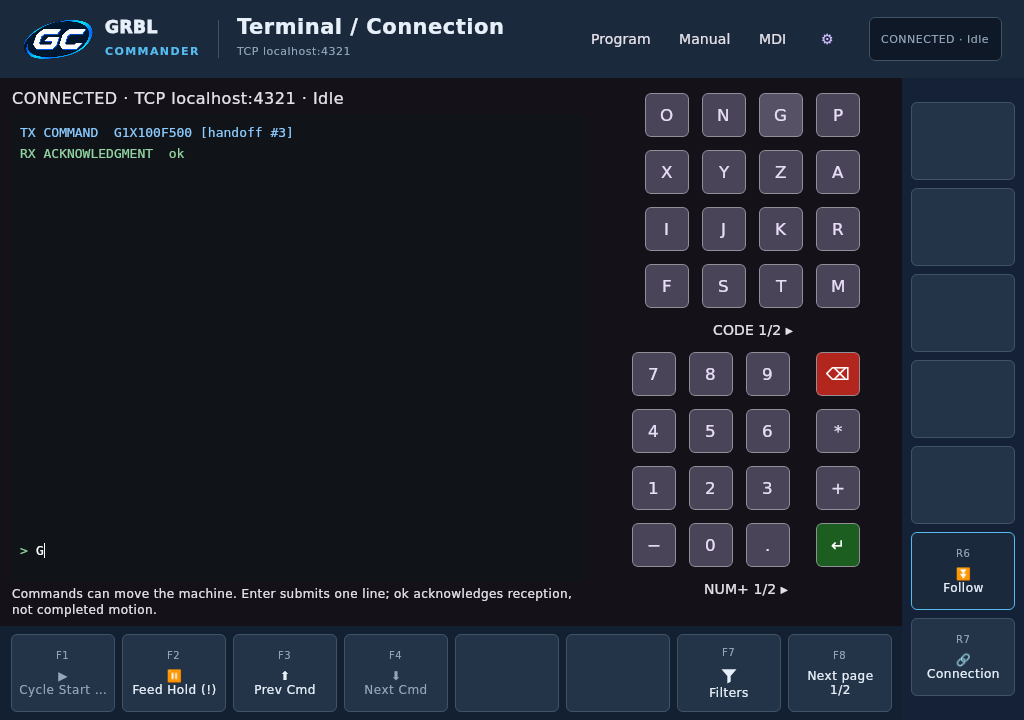 GC
GRBL
COMMANDER
Terminal / Connection
TCP localhost:4321
Program
Manual
MDI
⚙
CONNECTED · Idle
CONNECTED · TCP localhost:4321 · Idle
TX COMMAND  G1X100F500 [handoff #3]
RX ACKNOWLEDGMENT  ok
> G
Commands can move the machine. Enter submits one line; ok acknowledges reception,
not completed motion.
O N G P
X Y Z A
I J K R
F S T M
CODE 1/2 ▸
7 8 9 ⌫
4 5 6 *
1 2 3 +
− 0 . ↵
NUM+ 1/2 ▸
R6
⏬
Follow
R7
🔗
Connection
F1
▶
Cycle Start ...
F2
⏸
Feed Hold (!)
F3
⬆
Prev Cmd
F4
⬇
Next Cmd
F7
Filters
F8
Next page
1/2